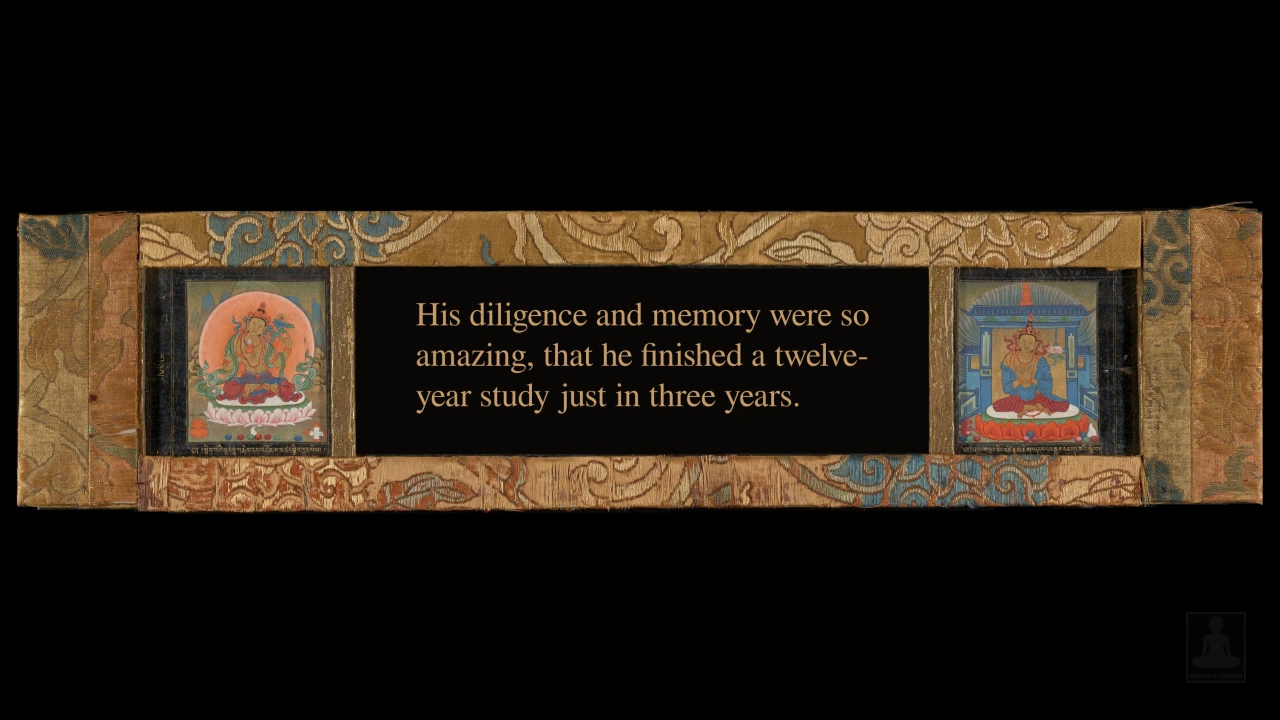 His diligence and memory were so
amazing, that he finished a twelve-
year study just in three years.